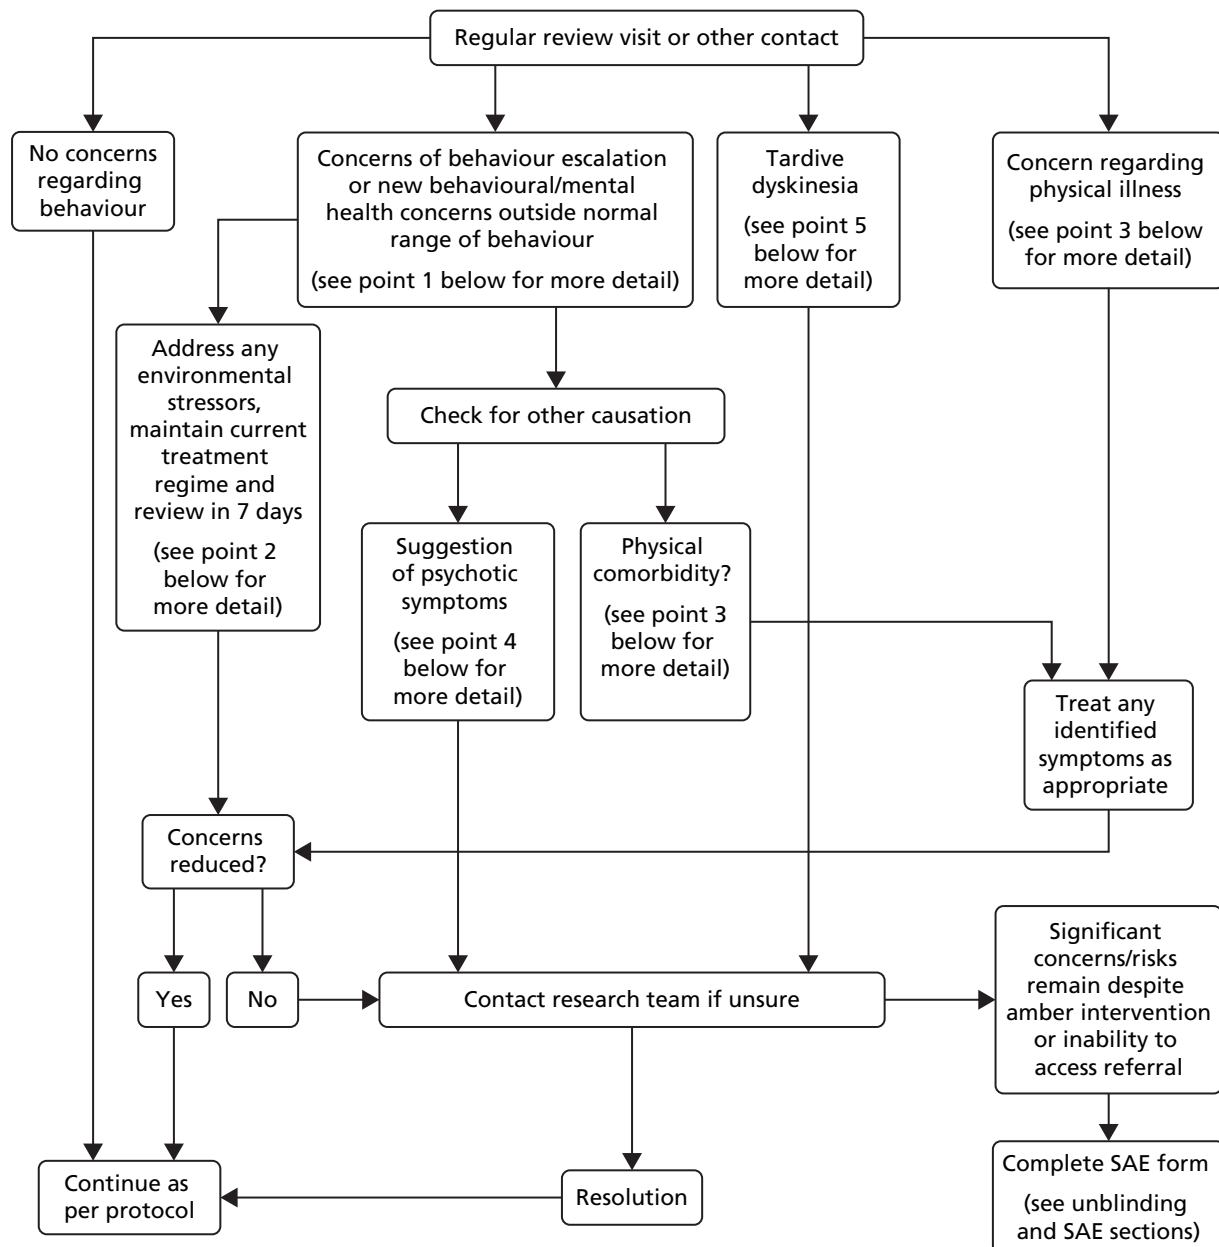 Regular review visit or other contact
No concerns
regarding
behaviour
Concerns of behaviour escalation
or new behavioural/mental
health concerns outside normal
range of behaviour
(see point 1 below for more detail)
Tardive
dyskinesia
(see point 5
below for
more detail)
Concern regarding
physical illness
(see point 3 below
for more detail)
Address any
environmental
stressors,
maintain current
treatment
regime and
review in 7 days
(see point 2
below for
more detail)
Check for other causation
Suggestion
of psychotic
symptoms
(see point 4
below for
more detail)
Physical
comorbidity?
(see point 3
below for
more detail)
Treat any
identified
symptoms as
appropriate
Concerns
reduced?
Yes
No
Contact research team if unsure
Significant
concerns/risks
remain despite
amber intervention
or inability to
access referral
Continue as
per protocol
Resolution
Complete SAE form
(see unblinding
and SAE sections)